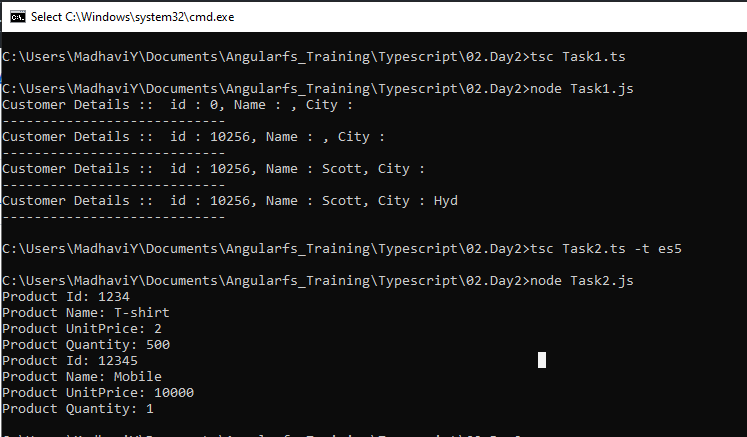 Select C:\Windows\system32\cmd.exe
C:\Users\MadhaviY\Documents\Angularfs_Training\Typescript\02.Day2>tsc Task1.ts
C:\Users\MadhaviY\Documents\Angularfs_Training\Typescript\02.Day2>node Task1.js
Customer Details ::  id : 0, Name : , City :
----------------------------
Customer Details ::  id : 10256, Name : , City :
----------------------------
Customer Details ::  id : 10256, Name : Scott, City :
----------------------------
Customer Details ::  id : 10256, Name : Scott, City : Hyd
----------------------------
C:\Users\MadhaviY\Documents\Angularfs_Training\Typescript\02.Day2>tsc Task2.ts -t es5
C:\Users\MadhaviY\Documents\Angularfs_Training\Typescript\02.Day2>node Task2.js
Product Id: 1234
Product Name: T-shirt
Product UnitPrice: 2
Product Quantity: 500
Product Id: 12345
Product Name: Mobile
Product UnitPrice: 10000
Product Quantity: 1